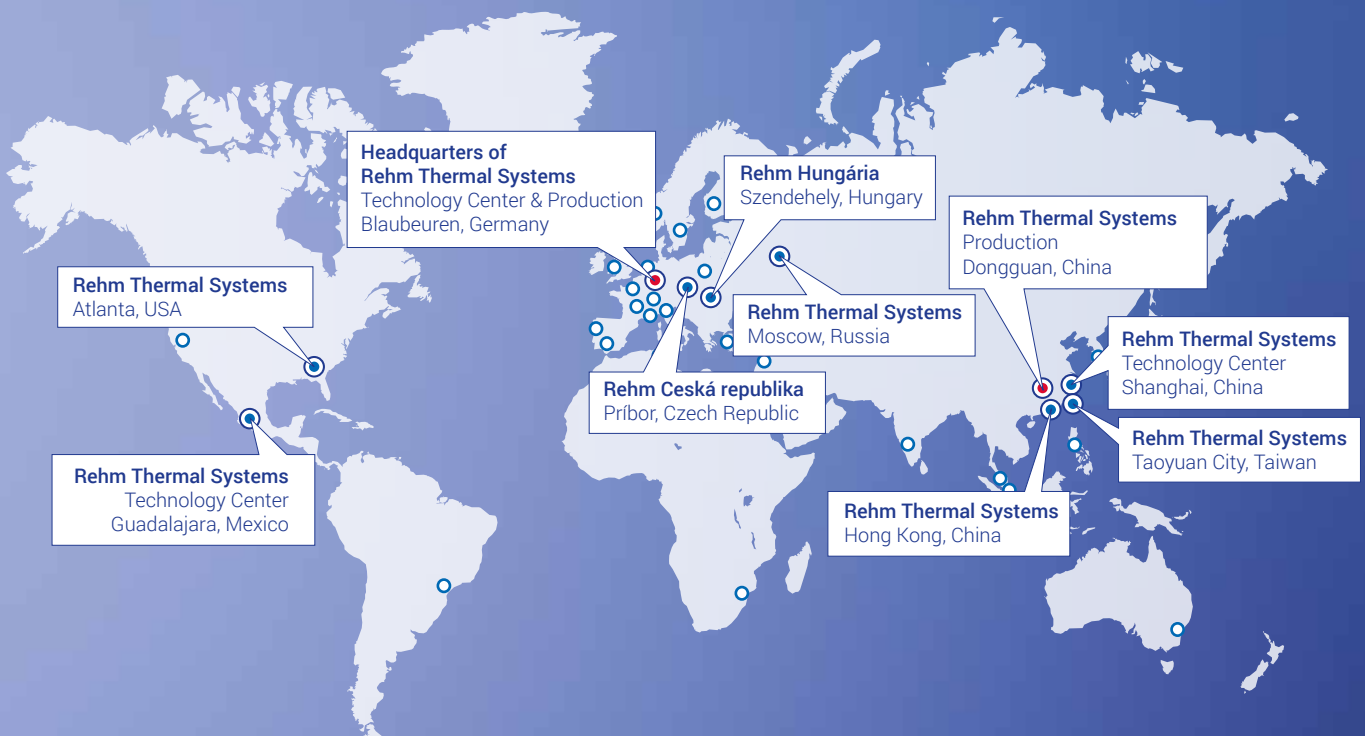 Headquarters of
Rehm Thermal Systems
Technology Center & Production
Blaubeuren, Germany
Rehm Hungária
Szendehely, Hungary
Rehm Thermal Systems
Production
Dongguan, China
Rehm Thermal Systems
Atlanta, USA
Rehm Thermal Systems
Moscow, Russia
Rehm Thermal Systems
Technology Center
Shanghai, China
Rehm Ceská republika
Príbor, Czech Republic
Rehm Thermal Systems
Taoyuan City, Taiwan
Rehm Thermal Systems
Technology Center
Guadalajara, Mexico
Rehm Thermal Systems
Hong Kong, China